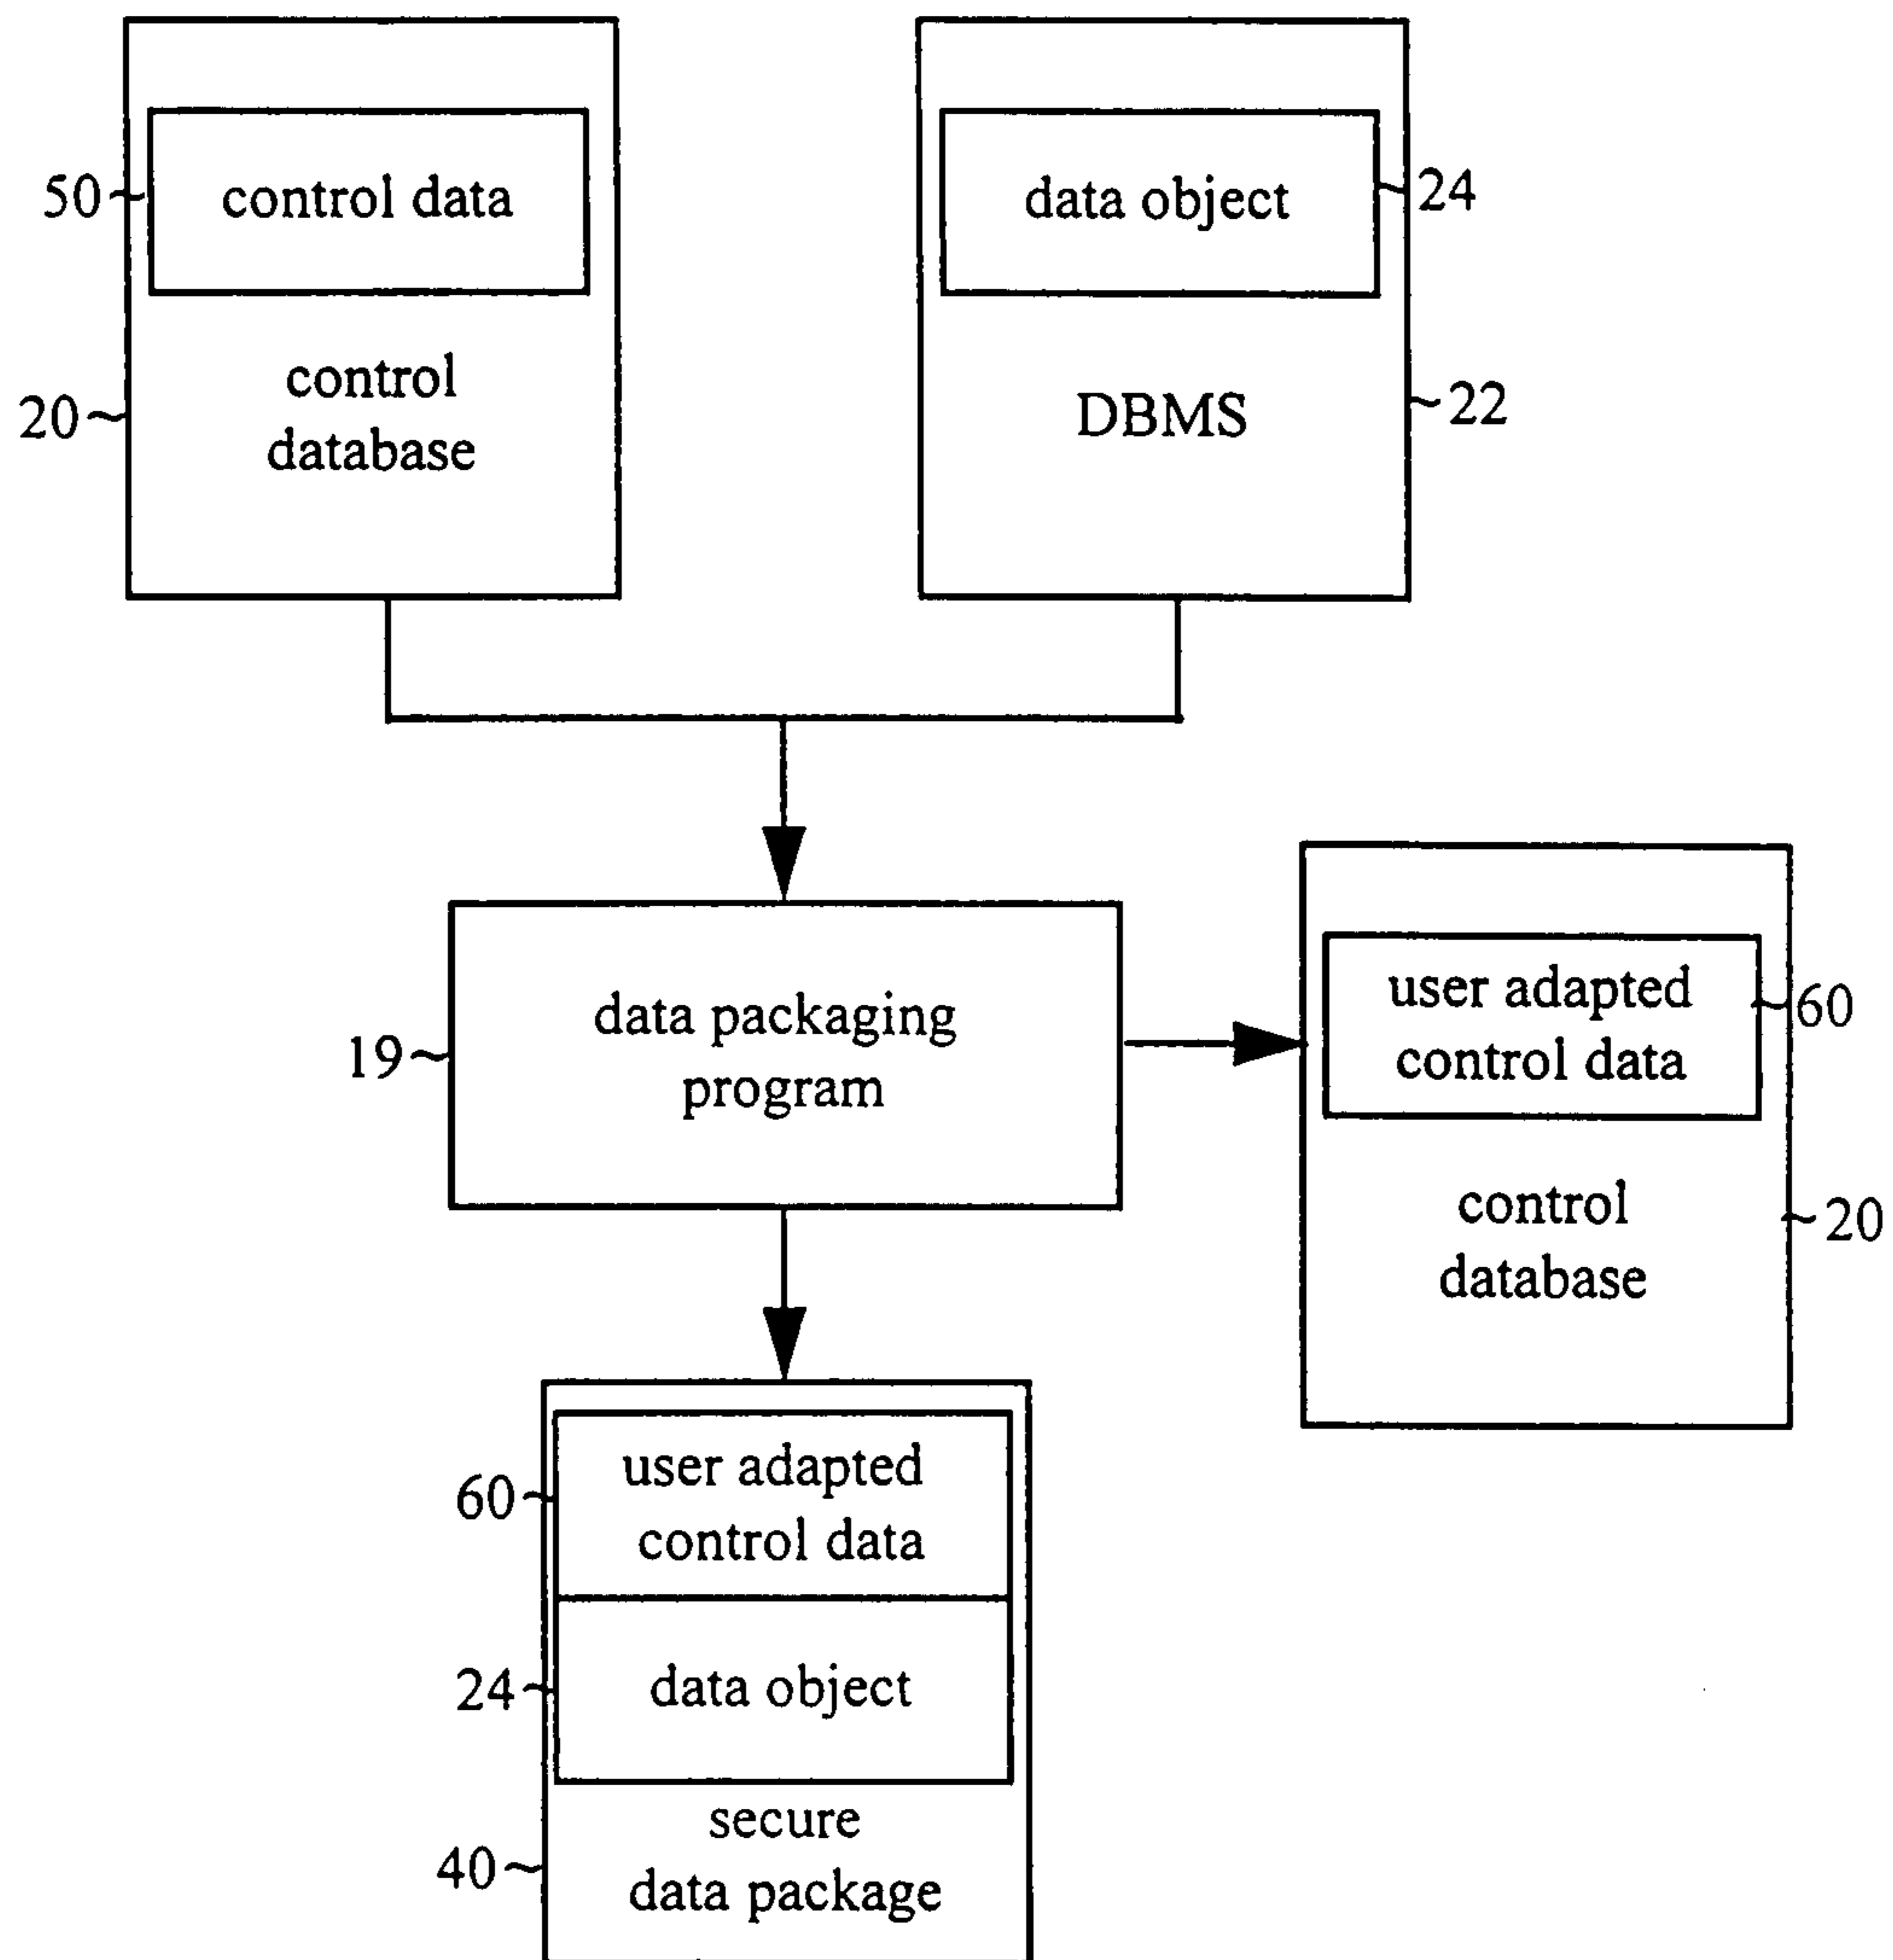 50
control data
20
control
database
data object
24
DBMS
22
19
data packaging
program
user adapted
control data
60
control
database
20
60
user adapted
control data
24
data object
40
secure
data package